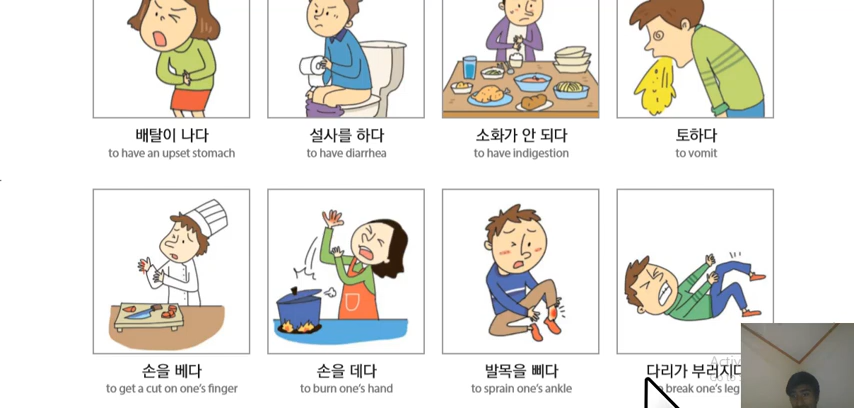 배탈이 나다
to have an upset stomach
설사를 하다
to have diarrhea
소화가 안 되다
to have indigestion
토하다
to vomit
손을 베다
to get a cut on one's finger
손을 데다
to burn one's hand
발목을 삐다
to sprain one's ankle
다리가 부러지다
break one's leg